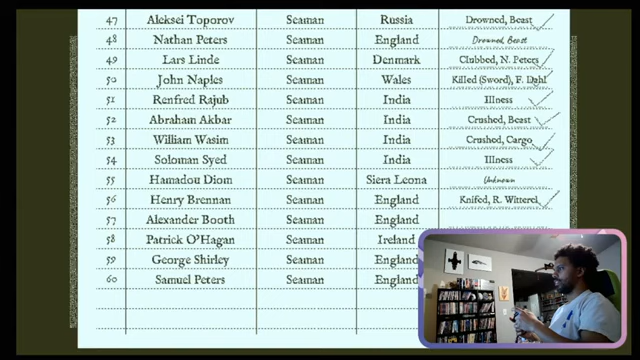 47 Aleksei Toporov Seaman Russia Drowned, Beast
48 Nathan Peters Seaman England Drowned, Beast
49 Lars Linde Seaman Denmark Clubbed, N. Peters
50 John Naples Seaman Wales Killed (Sword), F. Dahl
51 Renfred Rajub Seaman India Illness
52 Abraham Akbar Seaman India Crushed, Beast
53 William Wasim Seaman India Crushed, Cargo
54 Soloman Syed Seaman India Illness
55 Hamadou Diom Seaman Siera Leona Unknown
56 Henry Brennan Seaman England Knifed, R. Witterel
57 Alexander Booth Seaman England
58 Patrick O'Hagan Seaman Ireland
59 George Shirley Seaman England
60 Samuel Peters Seaman England